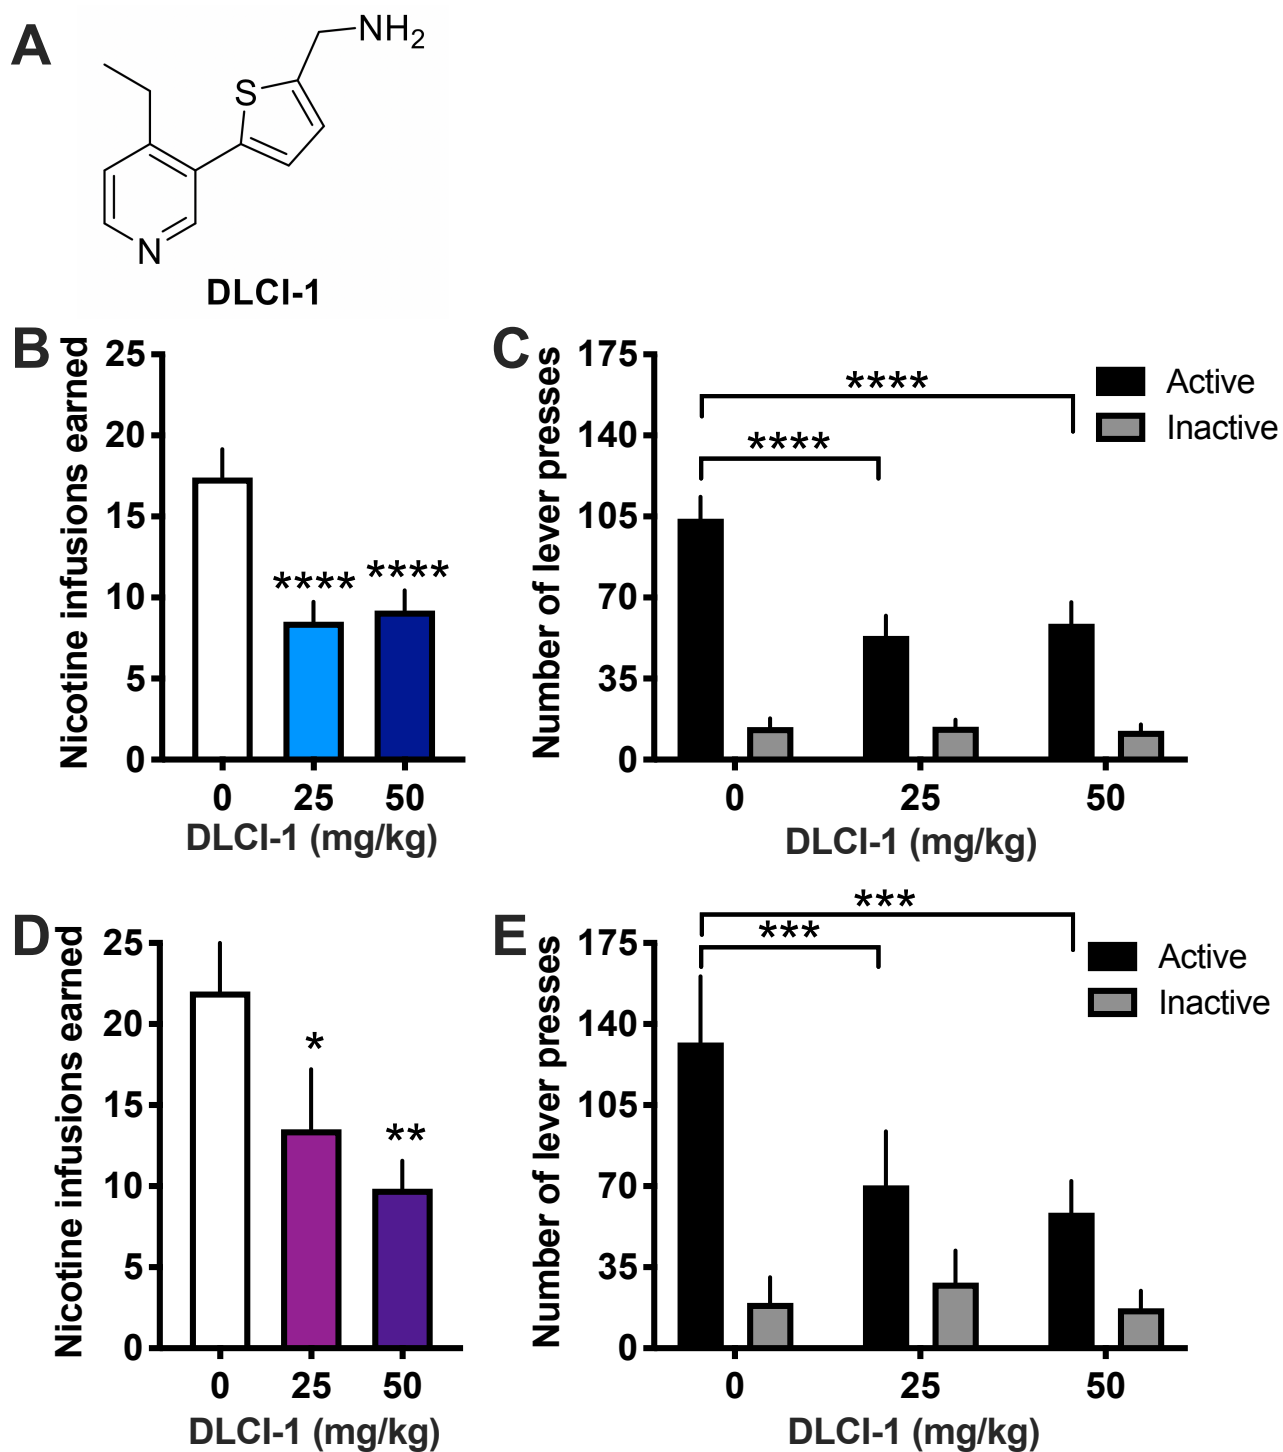 A
NH2
S
N
DLCI-1
B
Nicotine infusions earned
25
20
15
10
5
0
****
****
0 25 50
DLCI-1 (mg/kg)
C
Number of lever presses
175
140
105
70
35
0
****
****
Active
Inactive
0 25 50
DLCI-1 (mg/kg)
D
Nicotine infusions earned
25
20
15
10
5
0
*
**
0 25 50
DLCI-1 (mg/kg)
E
Number of lever presses
175
140
105
70
35
0
***
***
Active
Inactive
0 25 50
DLCI-1 (mg/kg)